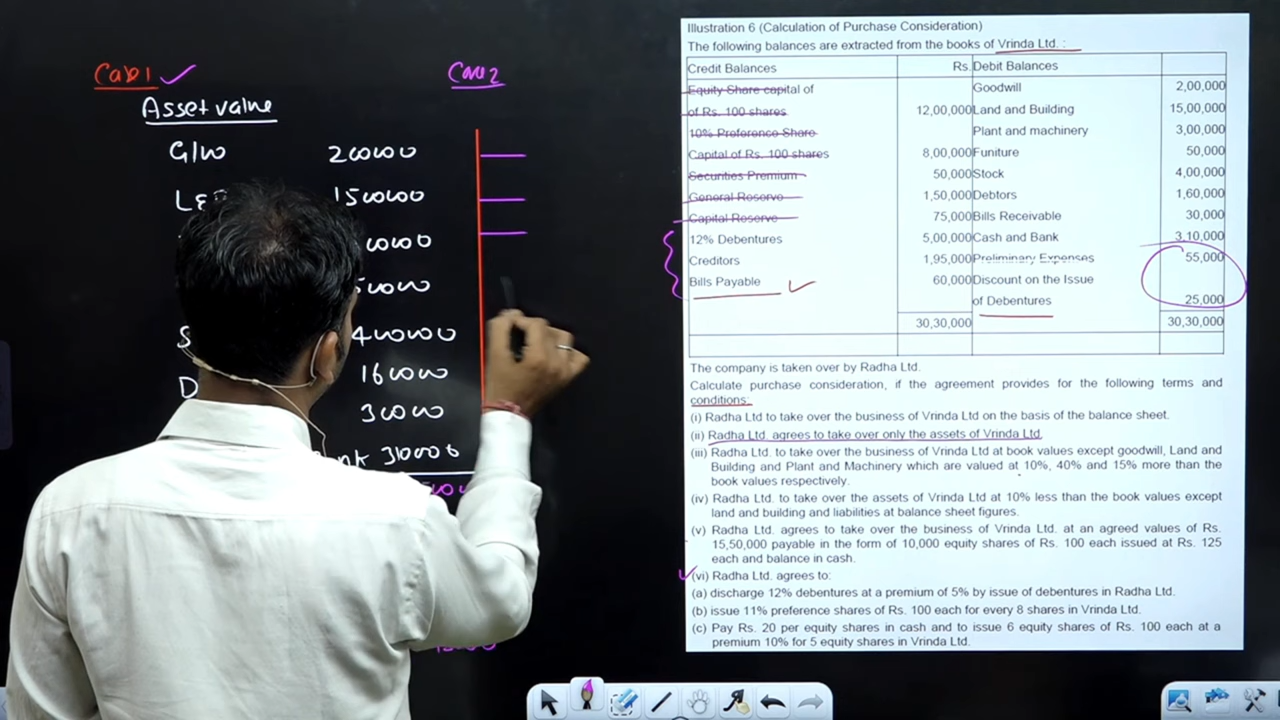 Case 1 ✓
Case 2
Asset value
G/W 200000
L&B 1500000
00000
50000
S 400000
D 160000
30000
nk 310000
Illustration 6 (Calculation of Purchase Consideration)
The following balances are extracted from the books of Vrinda Ltd. :
Credit Balances Rs. Debit Balances
Equity Share capital of Goodwill 2,00,000
of Rs. 100 shares 12,00,000 Land and Building 15,00,000
10% Preference Share Plant and machinery 3,00,000
Capital of Rs. 100 shares 8,00,000 Funiture 50,000
Securities Premium 50,000 Stock 4,00,000
General Reserve 1,50,000 Debtors 1,60,000
Capital Reserve 75,000 Bills Receivable 30,000
12% Debentures 5,00,000 Cash and Bank 3,10,000
Creditors 1,95,000 Preliminary Expenses 55,000
Bills Payable ✓ 60,000 Discount on the Issue
of Debentures 25,000
30,30,000 30,30,000
The company is taken over by Radha Ltd.
Calculate purchase consideration, if the agreement provides for the following terms and
conditions:
(i) Radha Ltd to take over the business of Vrinda Ltd on the basis of the balance sheet.
(ii) Radha Ltd. agrees to take over only the assets of Vrinda Ltd.
(iii) Radha Ltd. to take over the business of Vrinda Ltd at book values except goodwill, Land and
Building and Plant and Machinery which are valued at 10%, 40% and 15% more than the
book values respectively.
(iv) Radha Ltd. to take over the assets of Vrinda Ltd at 10% less than the book values except
land and building and liabilities at balance sheet figures.
(v) Radha Ltd. agrees to take over the business of Vrinda Ltd. at an agreed values of Rs.
15,50,000 payable in the form of 10,000 equity shares of Rs. 100 each issued at Rs. 125
each and balance in cash.
✓ (vi) Radha Ltd. agrees to:
(a) discharge 12% debentures at a premium of 5% by issue of debentures in Radha Ltd.
(b) issue 11% preference shares of Rs. 100 each for every 8 shares in Vrinda Ltd.
(c) Pay Rs. 20 per equity shares in cash and to issue 6 equity shares of Rs. 100 each at a
premium 10% for 5 equity shares in Vrinda Ltd.